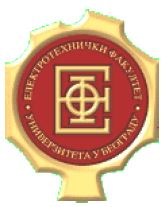 ЕЛЕКТРОТЕХНИЧКИ ФАКУЛТЕТ
УНИВЕРЗИТЕТА У БЕОГРАДУ